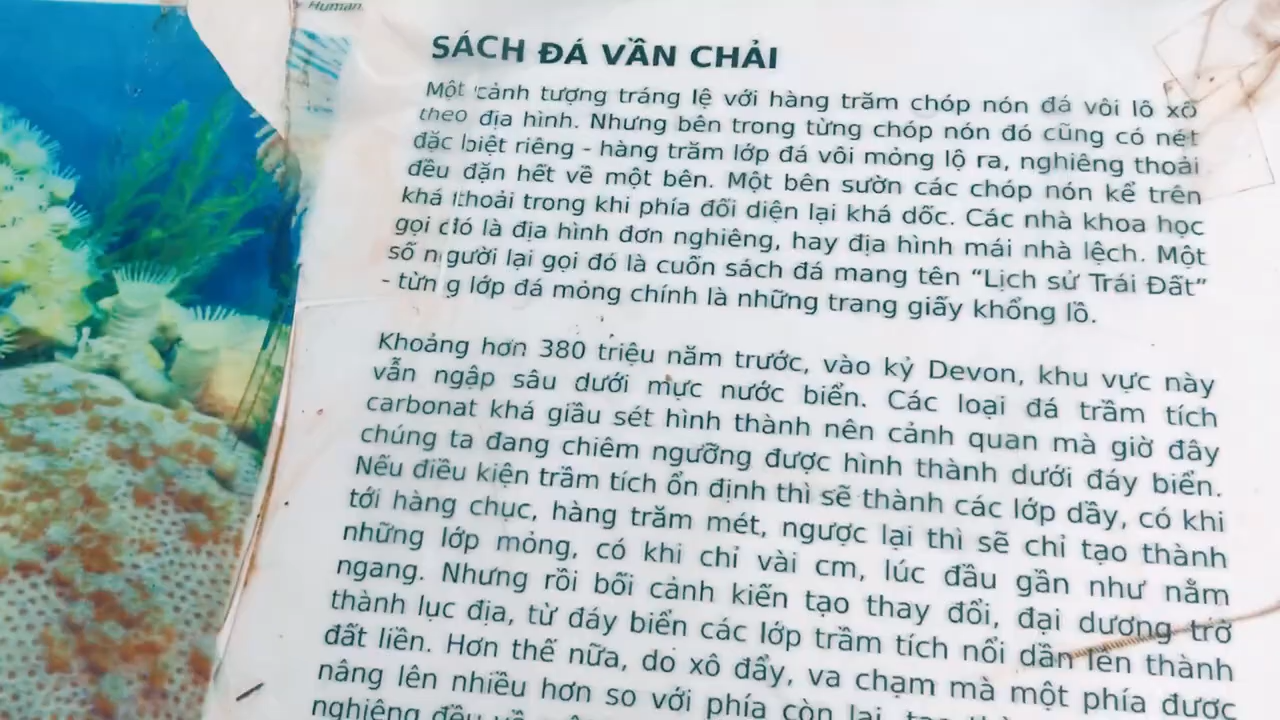 Human.
SÁCH ĐÁ VẦN CHẢI
Một cảnh tượng tráng lệ với hàng trăm chóp nón đá vôi lô xô
theo địa hình. Nhưng bên trong từng chóp nón đó cũng có nét
đặc biệt riêng - hàng trăm lớp đá vôi mỏng lộ ra, nghiêng thoải
đều đặn hết về một bên. Một bên sườn các chóp nón kể trên
khá thoải trong khi phía đối diện lại khá dốc. Các nhà khoa học
gọi đó là địa hình đơn nghiêng, hay địa hình mái nhà lệch. Một
số người lại gọi đó là cuốn sách đá mang tên “Lịch sử Trái Đất”
- từng lớp đá mỏng chính là những trang giấy khổng lồ.
Khoảng hơn 380 triệu năm trước, vào kỷ Devon, khu vực này
vẫn ngập sâu dưới mực nước biển. Các loại đá trầm tích
carbonat khá giầu sét hình thành nên cảnh quan mà giờ đây
chúng ta đang chiêm ngưỡng được hình thành dưới đáy biển.
Nếu điều kiện trầm tích ổn định thì sẽ thành các lớp dầy, có khi
tới hàng chục, hàng trăm mét, ngược lại thì sẽ chỉ tạo thành
những lớp mỏng, có khi chỉ vài cm, lúc đầu gần như nằm
ngang. Nhưng rồi bối cảnh kiến tạo thay đổi, đại dương trở
thành lục địa, từ đáy biển các lớp trầm tích nổi dần lên thành
đất liền. Hơn thế nữa, do xô đẩy, va chạm mà một phía được
nâng lên nhiều hơn so với phía còn lại,
nghiêng đều về